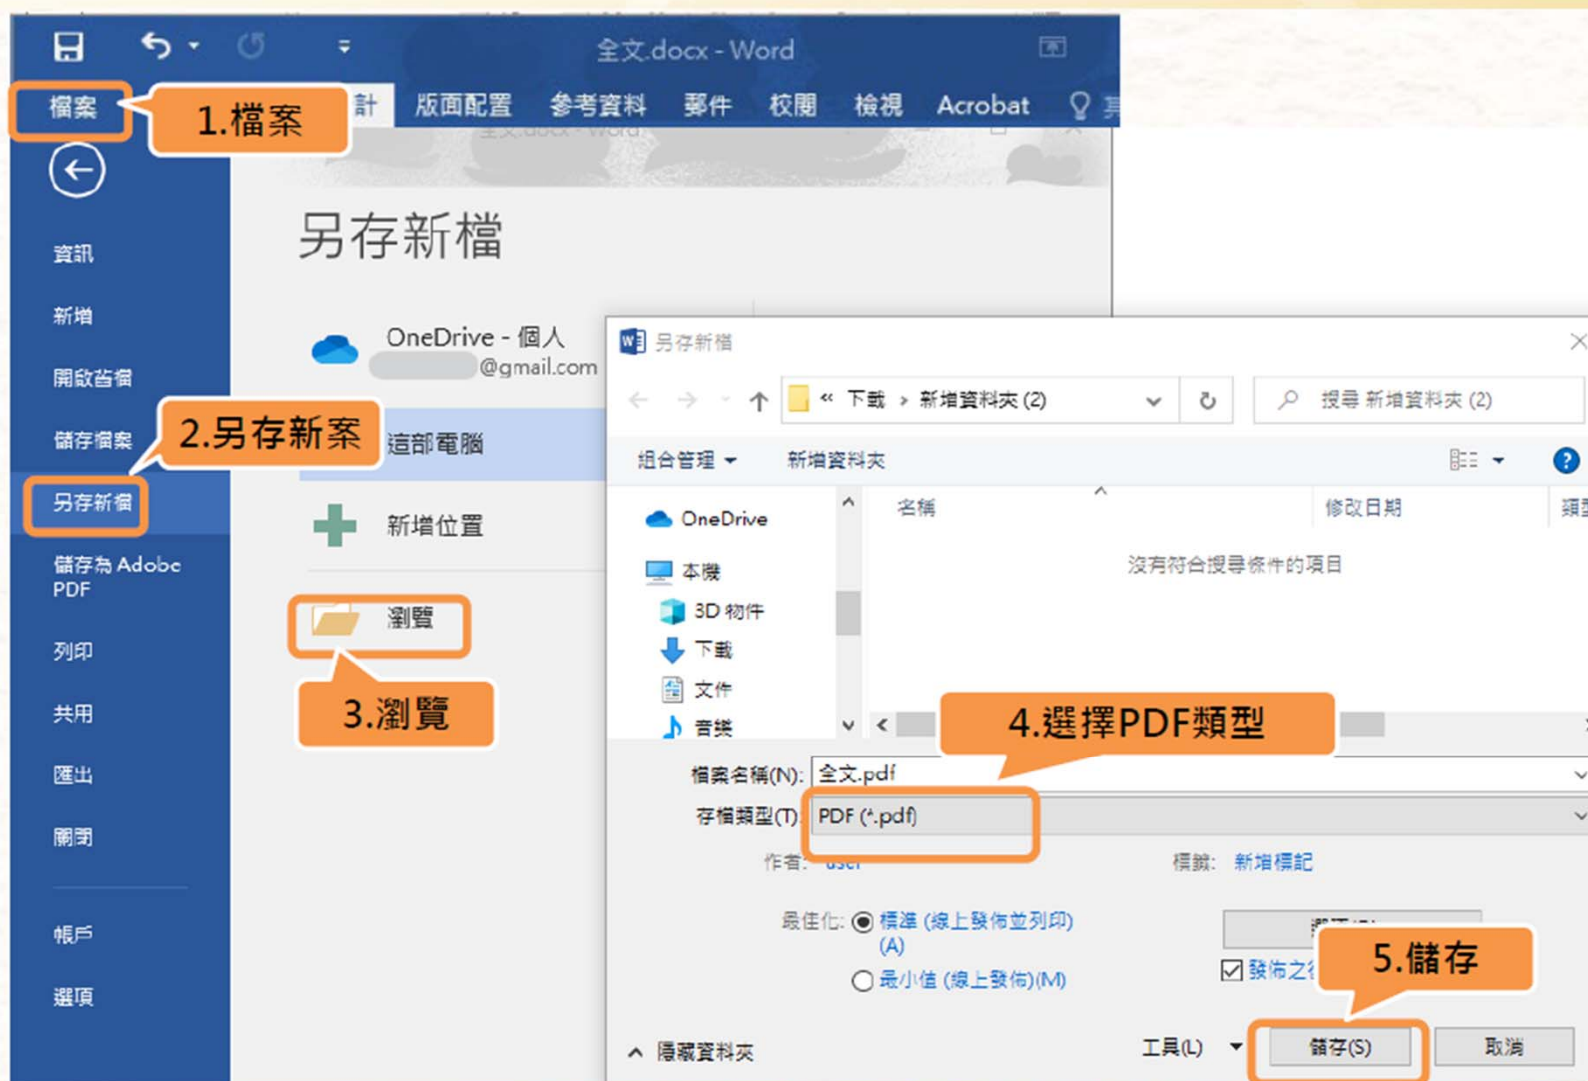 全文.docx - Word
檔案
1.檔案
計 版面配置 參考資料 郵件 校閱 檢視 Acrobat
全文.docx - Word
另存新檔
資訊
新增
開啟舊檔
儲存檔案
另存新檔
儲存為 Adobe
PDF
列印
共用
匯出
關閉
帳戶
選項
2.另存新案
OneDrive - 個人
@gmail.com
這部電腦
新增位置
瀏覽
3.瀏覽
另存新檔
« 下載 › 新增資料夾 (2)
搜尋 新增資料夾 (2)
組合管理
新增資料夾
OneDrive
本機
3D 物件
下載
文件
音樂
名稱
修改日期
類型
沒有符合搜尋條件的項目
4.選擇PDF類型
檔案名稱(N): 全文.pdf
存檔類型(T): PDF (*.pdf)
作者: user
標籤: 新增標記
最佳化: 標準 (線上發佈並列印)
(A)
最小值 (線上發佈)(M)
發佈之
5.儲存
隱藏資料夾
工具(L)
儲存(S)
取消